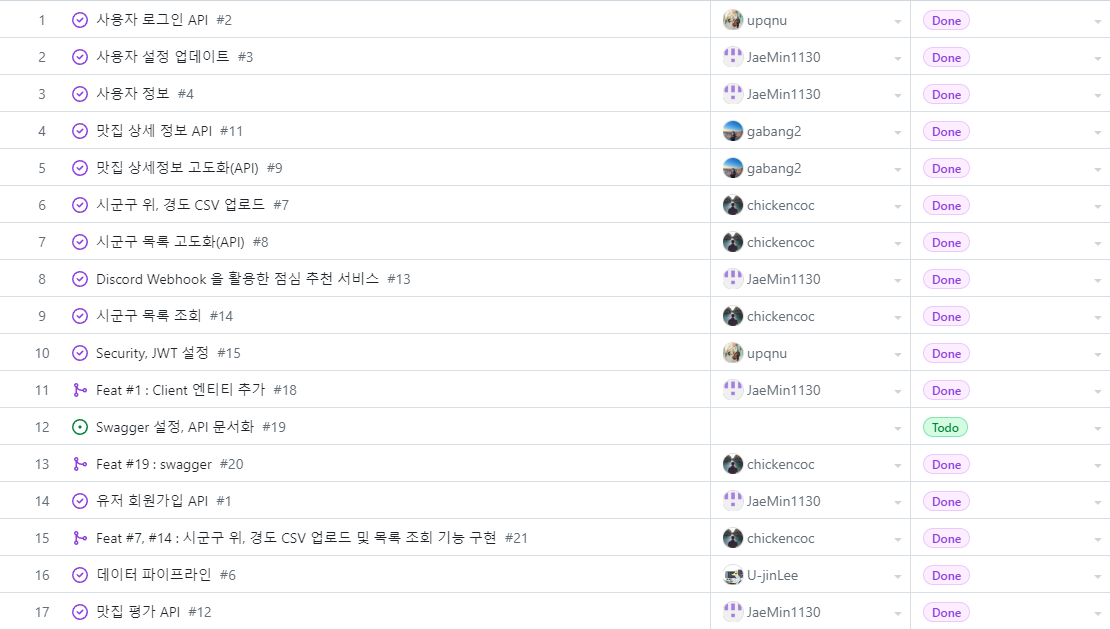 1 사용자 로그인 API #2 upqnu Done
2 사용자 설정 업데이트 #3 JaeMin1130 Done
3 사용자 정보 #4 JaeMin1130 Done
4 맛집 상세 정보 API #11 gabang2 Done
5 맛집 상세정보 고도화(API) #9 gabang2 Done
6 시군구 위, 경도 CSV 업로드 #7 chickencoc Done
7 시군구 목록 고도화(API) #8 chickencoc Done
8 Discord Webhook 을 활용한 점심 추천 서비스 #13 JaeMin1130 Done
9 시군구 목록 조회 #14 chickencoc Done
10 Security, JWT 설정 #15 upqnu Done
11 Feat #1 : Client 엔티티 추가 #18 JaeMin1130 Done
12 Swagger 설정, API 문서화 #19 Todo
13 Feat #19 : swagger #20 chickencoc Done
14 유저 회원가입 API #1 JaeMin1130 Done
15 Feat #7, #14 : 시군구 위, 경도 CSV 업로드 및 목록 조회 기능 구현 #21 chickencoc Done
16 데이터 파이프라인 #6 U-jinLee Done
17 맛집 평가 API #12 JaeMin1130 Done